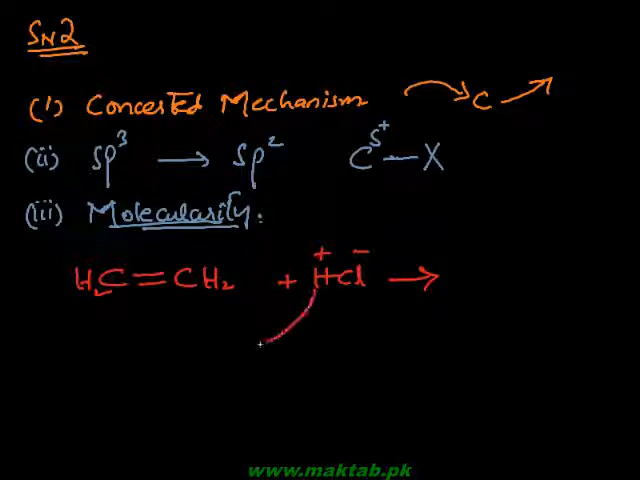 SN2
(i) Concerted Mechanism C
(ii) sp³ → sp² Cδ+ — X
(iii) Molecularity:
H₂C = CH₂ + H⁺Cl⁻ →
www.maktab.pk